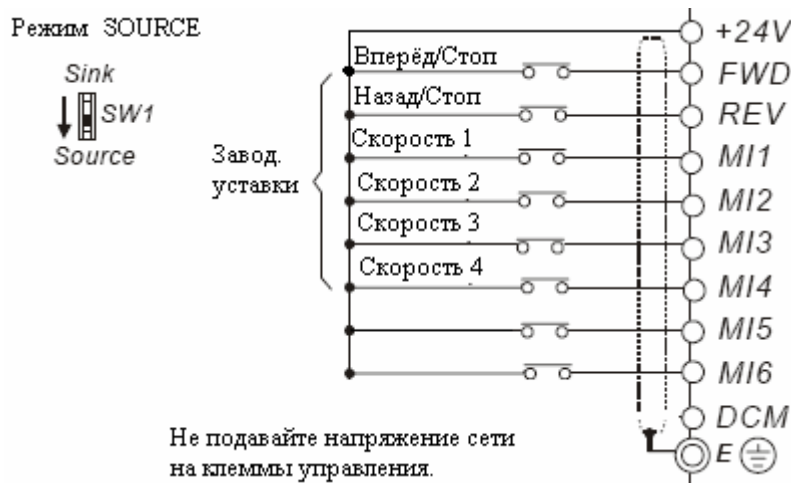 Режим SOURCE
Sink
SW1
Source
Завод.
уставки
Вперёд/Стоп
Назад/Стоп
Скорость 1
Скорость 2
Скорость 3
Скорость 4
+24V
FWD
REV
MI1
MI2
MI3
MI4
MI5
MI6
DCM
E
Не подавайте напряжение сети
на клеммы управления.